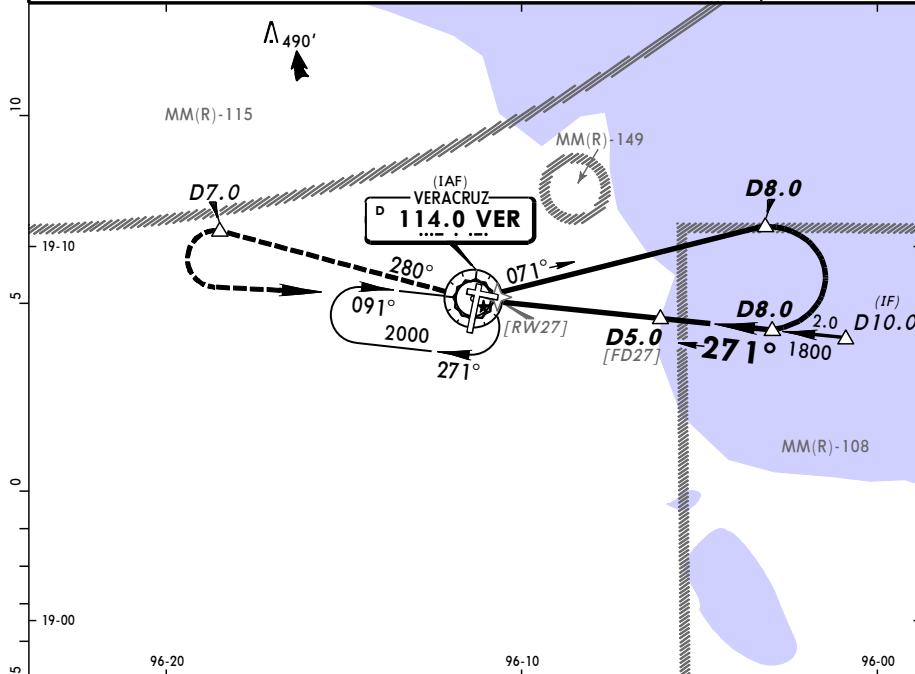 490'
10
MM(R)-115
MM(R)-149
(IAF)
VERACRUZ
D 114.0 VER
D7.0
D8.0
19-10
280°
071°
091°
5
2000
[RW27]
271°
D5.0
[FD27]
D8.0
2.0
(IF)
D10.0
271°
1800
MM(R)-108
0
19-00
5
96-20
96-10
96-00